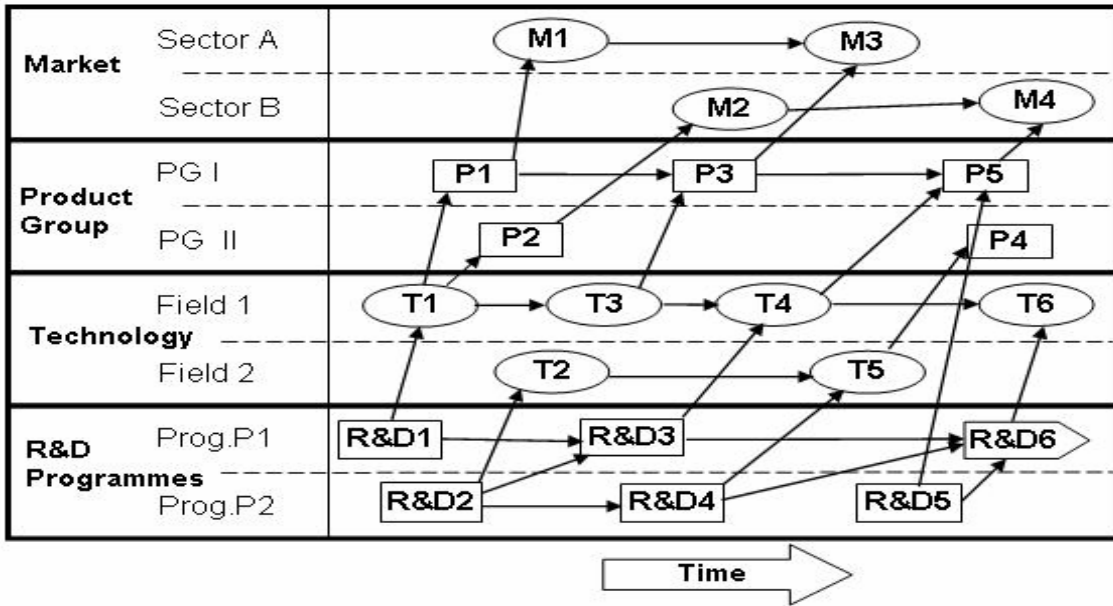 Market
Sector A
M1
M3
Sector B
M2
M4
Product
Group
PG I
P1
P3
P5
PG II
P2
P4
Technology
Field 1
T1
T3
T4
T6
Field 2
T2
T5
R&D
Programmes
Prog.P1
R&D1
R&D3
R&D6
Prog.P2
R&D2
R&D4
R&D5
Time